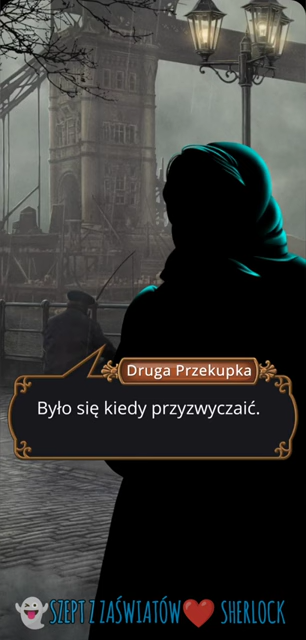 Druga Przekupka
Było się kiedy przyzwyczaić.
👻 SZEPT Z ZAŚWIATÓW❤️ SHERLOCK